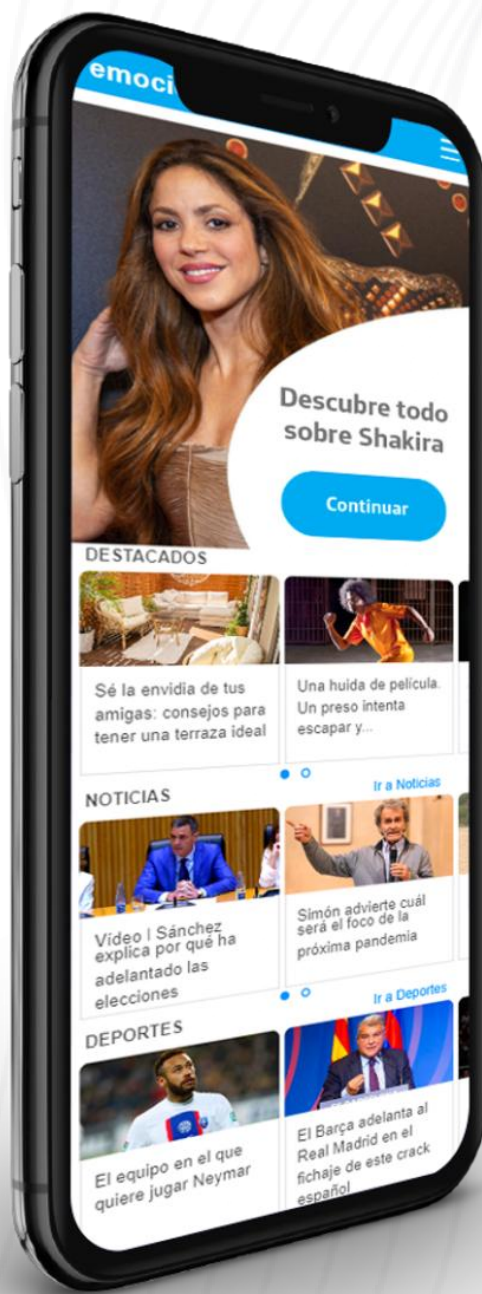 emoci
Descubre todo
sobre Shakira
Continuar
DESTACADOS
Sé la envidia de tus
amigas: consejos para
tener una terraza ideal
Una huida de película.
Un preso intenta
escapar y...
NOTICIAS
Ir a Noticias
Vídeo | Sánchez
explica por qué ha
adelantado las
elecciones
Simón advierte cuál
será el foco de la
próxima pandemia
DEPORTES
Ir a Deportes
El equipo en el que
quiere jugar Neymar
El Barça adelanta al
Real Madrid en el
fichaje de este crack
español